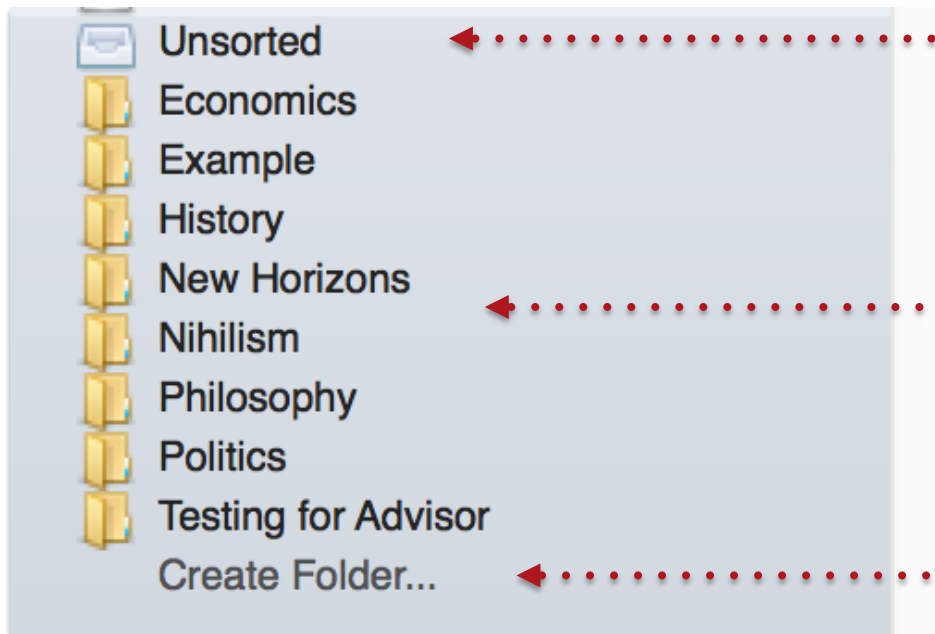 Unsorted
Economics
Example
History
New Horizons
Nihilism
Philosophy
Politics
Testing for Advisor
Create Folder...